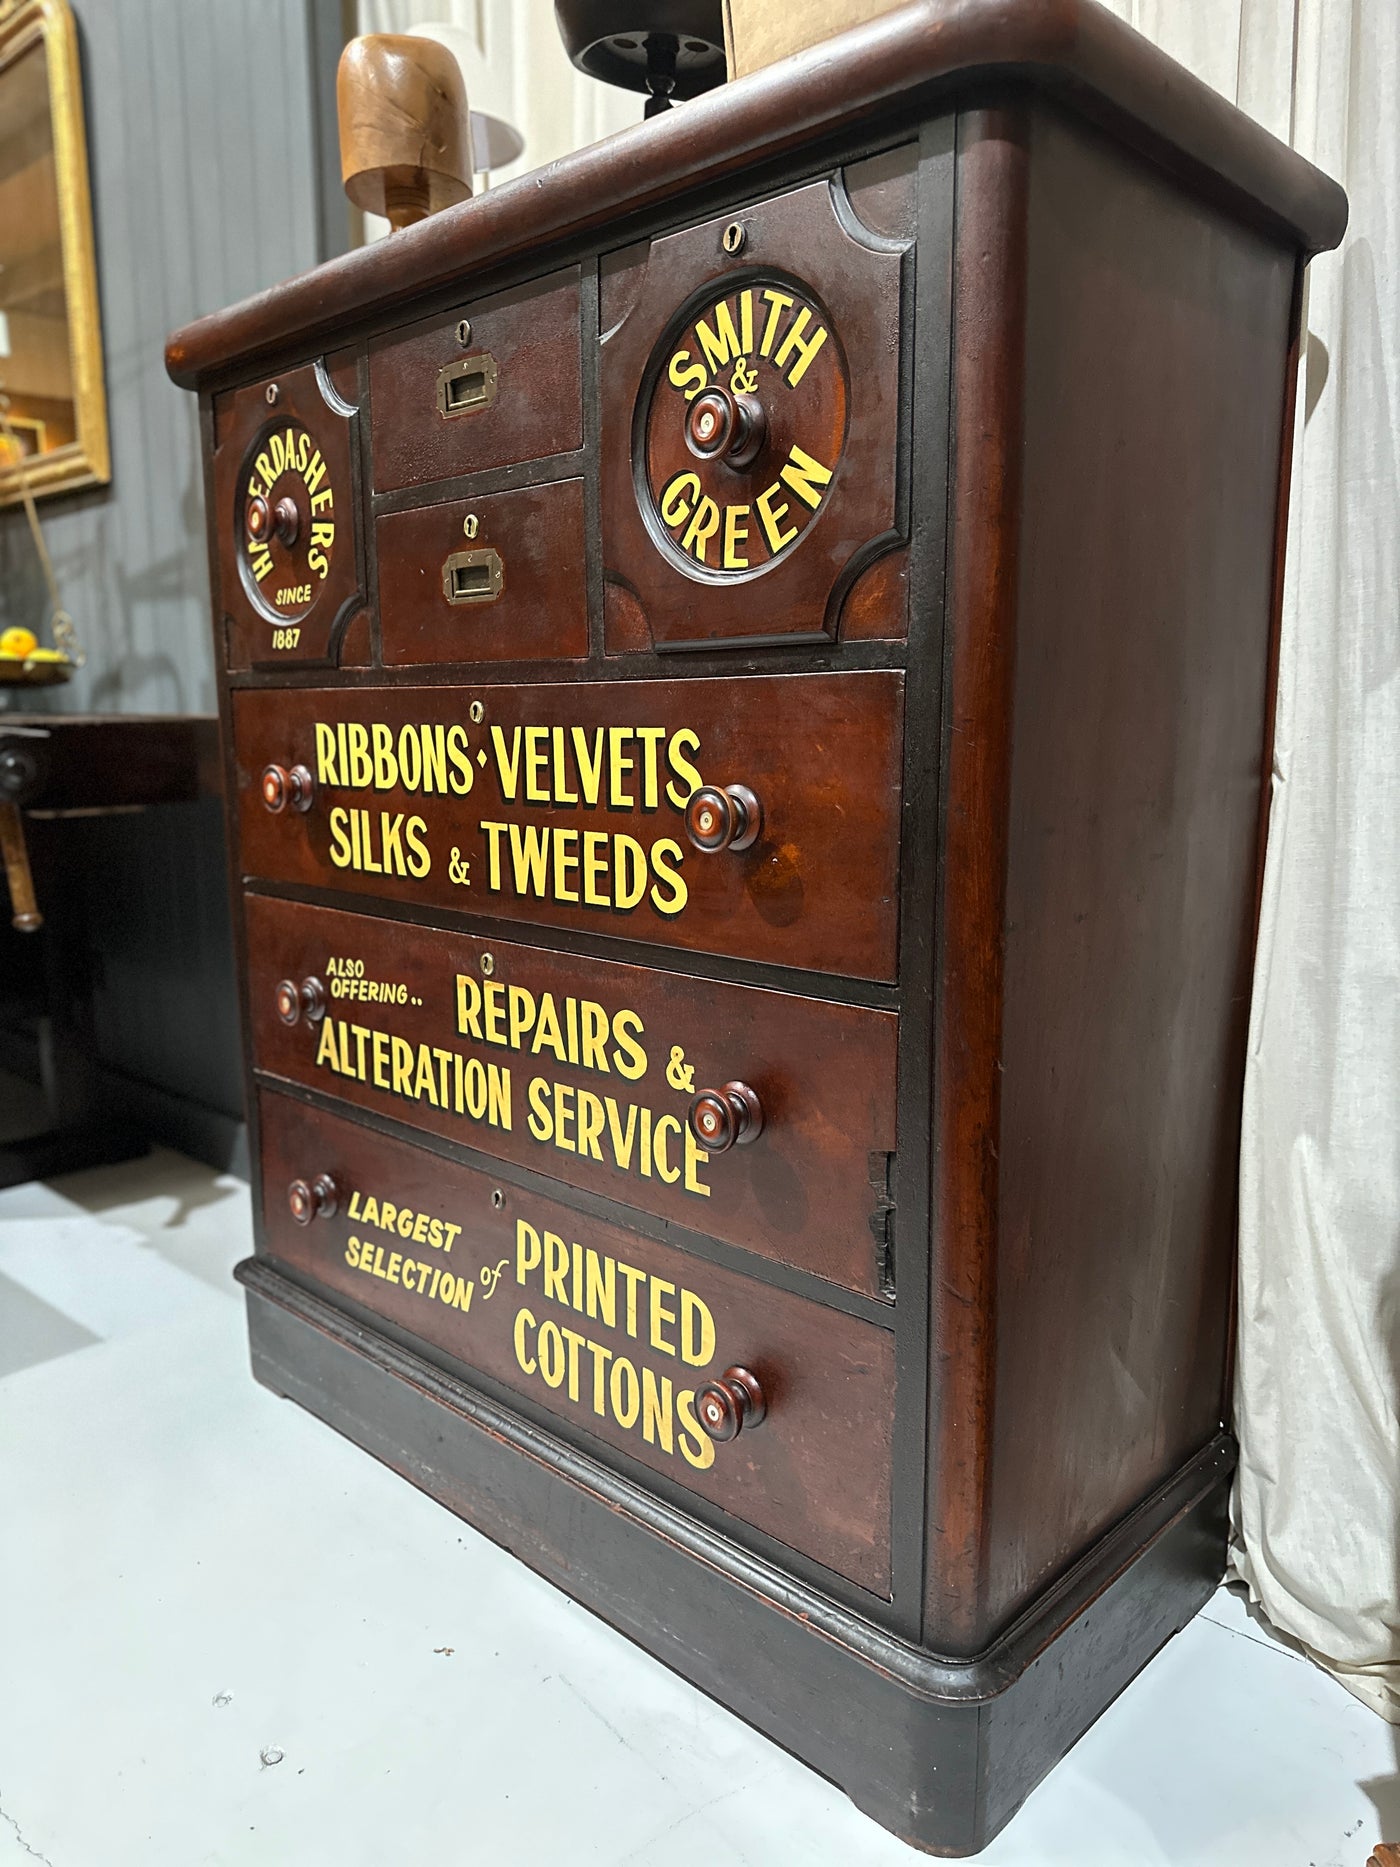 HABERDASHERS
SINCE
1887
SMITH
&
GREEN
RIBBONS · VELVETS
SILKS & TWEEDS
ALSO
OFFERING..
REPAIRS &
ALTERATION SERVICE
LARGEST
SELECTION
of
PRINTED
COTTONS